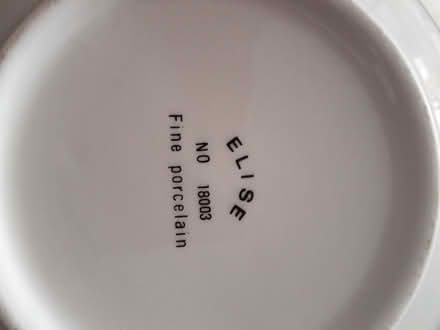 ELISE
NO 18003
Fine porcelain